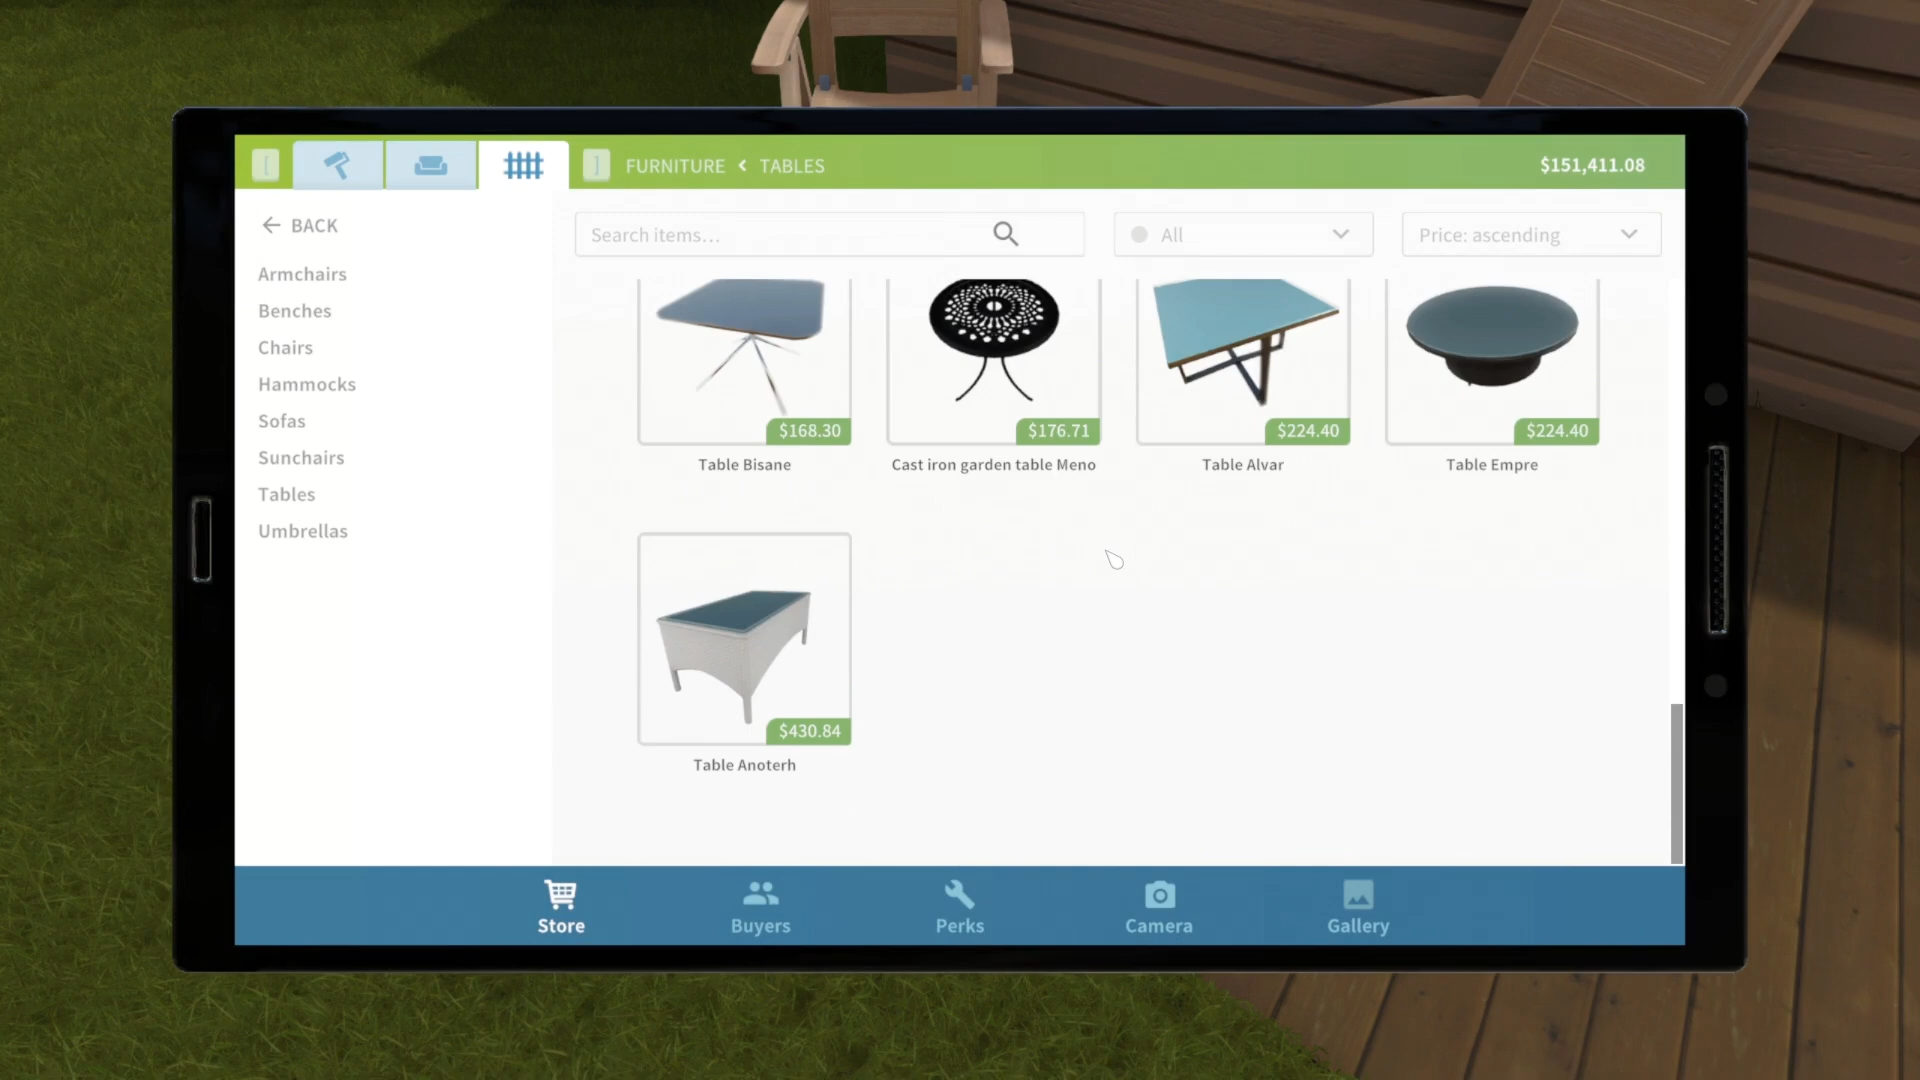 [
]
FURNITURE < TABLES
$151,411.08
BACK
Armchairs
Benches
Chairs
Hammocks
Sofas
Sunchairs
Tables
Umbrellas
Search items...
All
Price: ascending
$168.30
$176.71
$224.40
$224.40
Table Bisane
Cast iron garden table Meno
Table Alvar
Table Empre
$430.84
Table Anoterh
Store
Buyers
Perks
Camera
Gallery